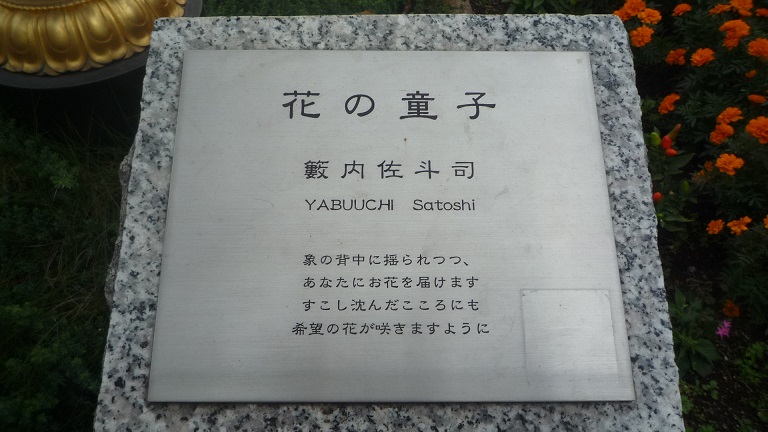 花の童子
籔内佐斗司
YABUUCHI Satoshi
象の背中に揺られつつ、
あなたにお花を届けます
すこし沈んだこころにも
希望の花が咲きますように